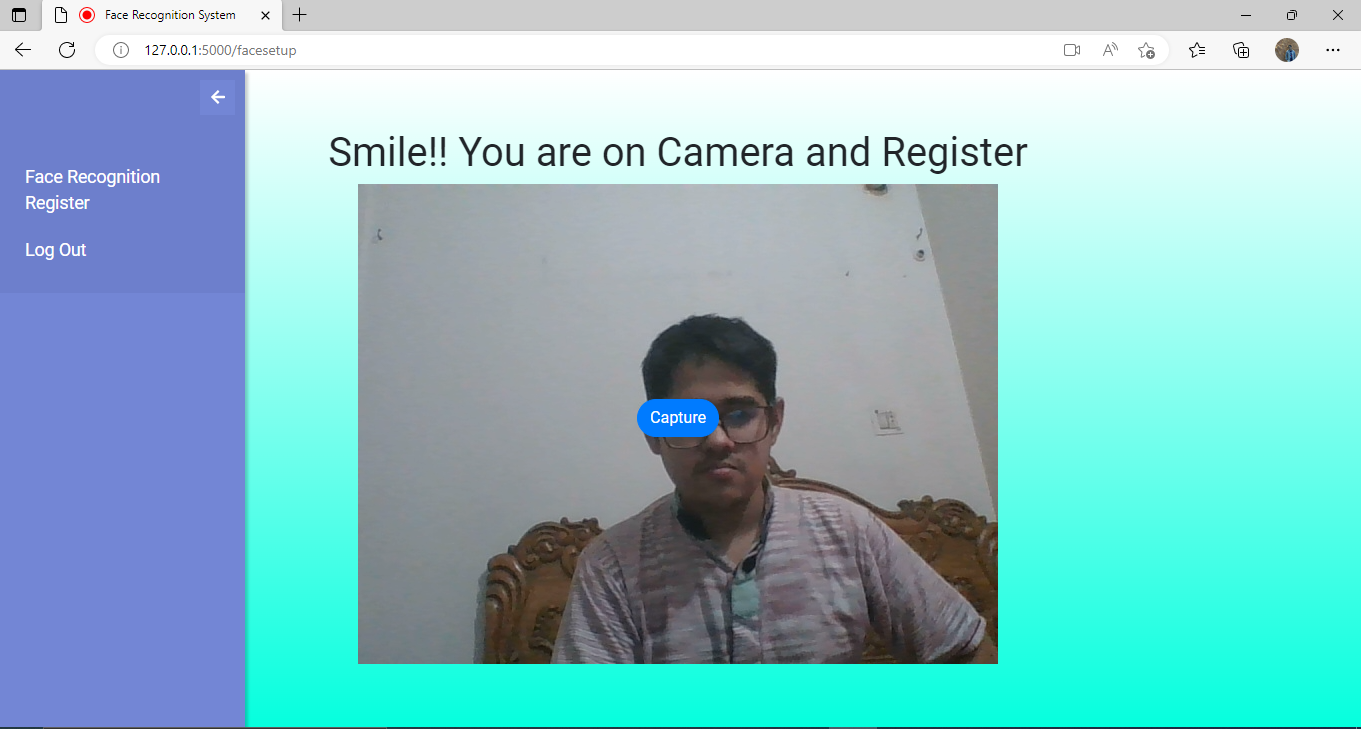 Face Recognition System
127.0.0.1:5000/facesetup
Face Recognition
Register
Log Out
Smile!! You are on Camera and Register
Capture